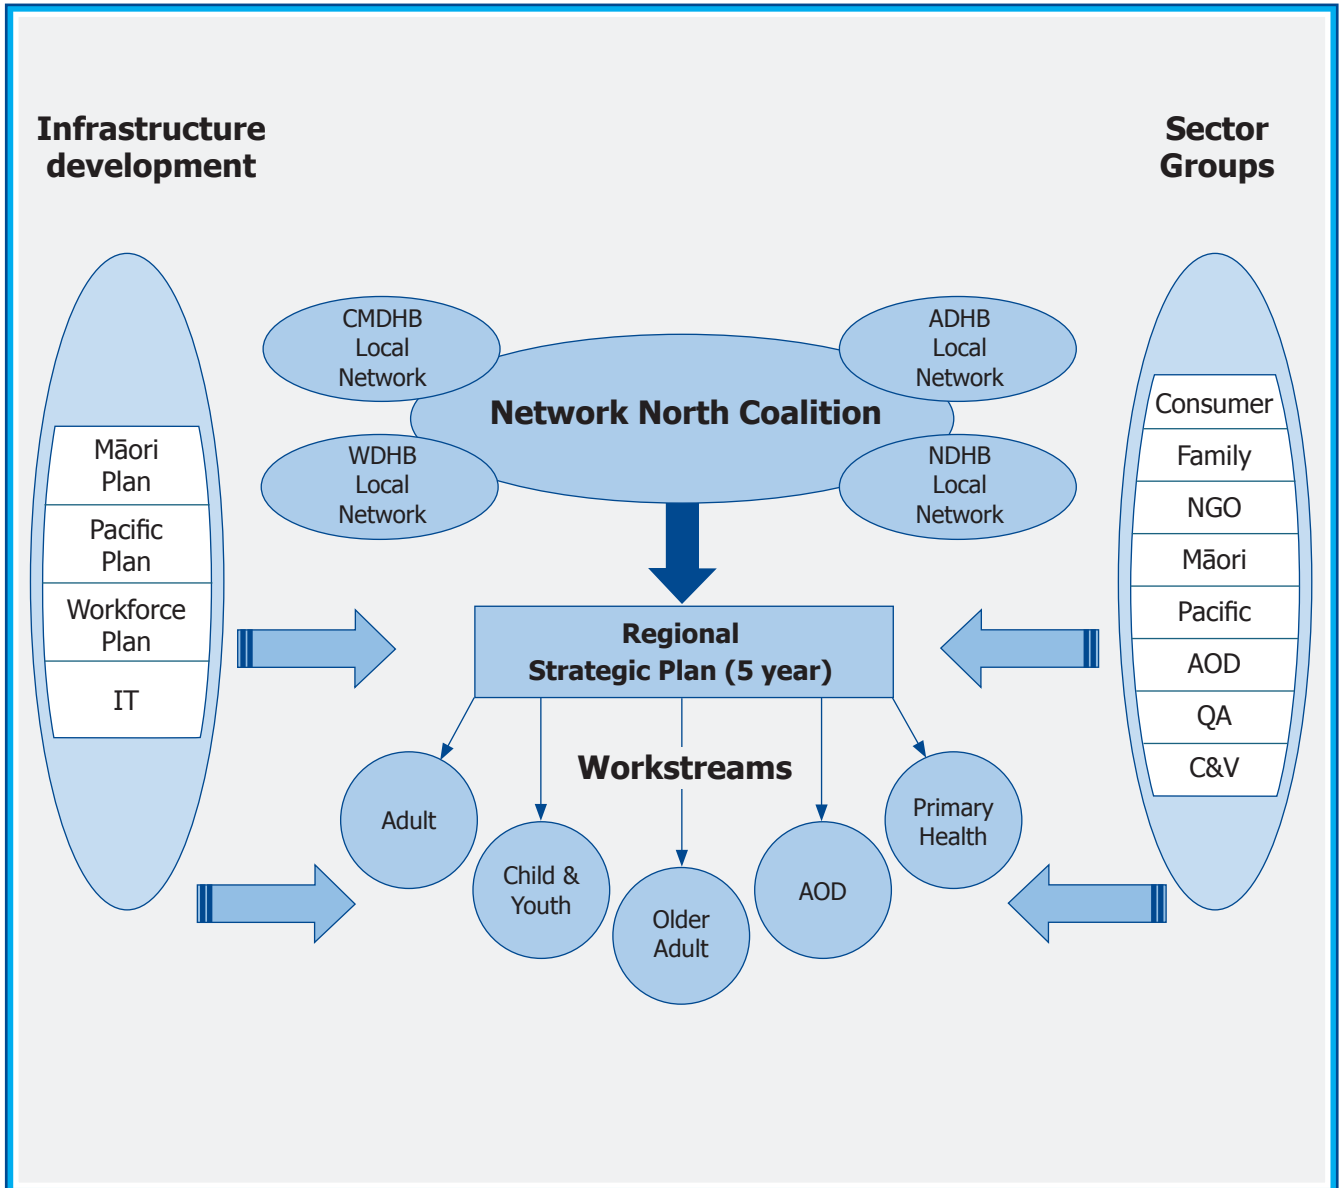 Infrastructure
development
Sector
Groups
CMDHB
Local
Network
ADHB
Local
Network
Network North Coalition
WDHB
Local
Network
NDHB
Local
Network
Māori
Plan
Pacific
Plan
Workforce
Plan
IT
Consumer
Family
NGO
Māori
Pacific
AOD
QA
C&V
Regional
Strategic Plan (5 year)
Workstreams
Adult
Child &
Youth
Older
Adult
AOD
Primary
Health